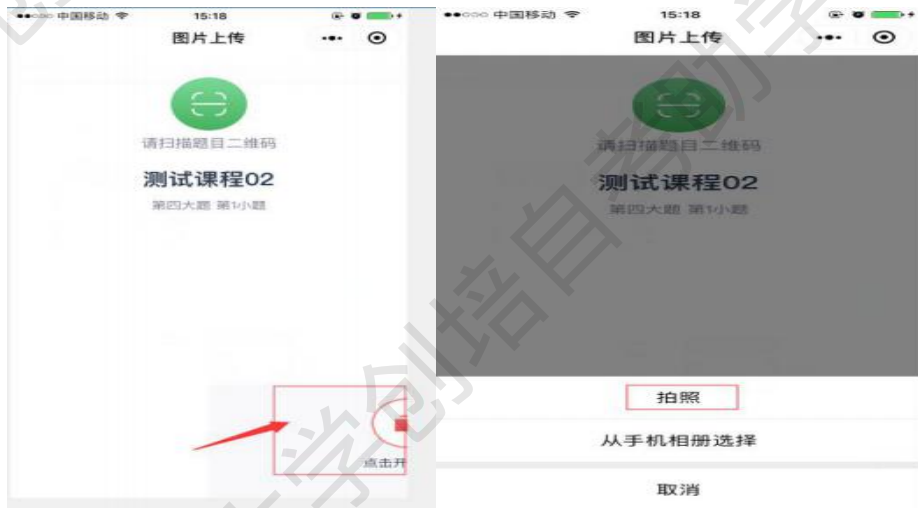 中国移动 15:18
图片上传
请扫描题目二维码
测试课程02
第四大题 第1小题
点击开
中国移动 15:18
图片上传
请扫描题目二维码
测试课程02
第四大题 第1小题
拍照
从手机相册选择
取消